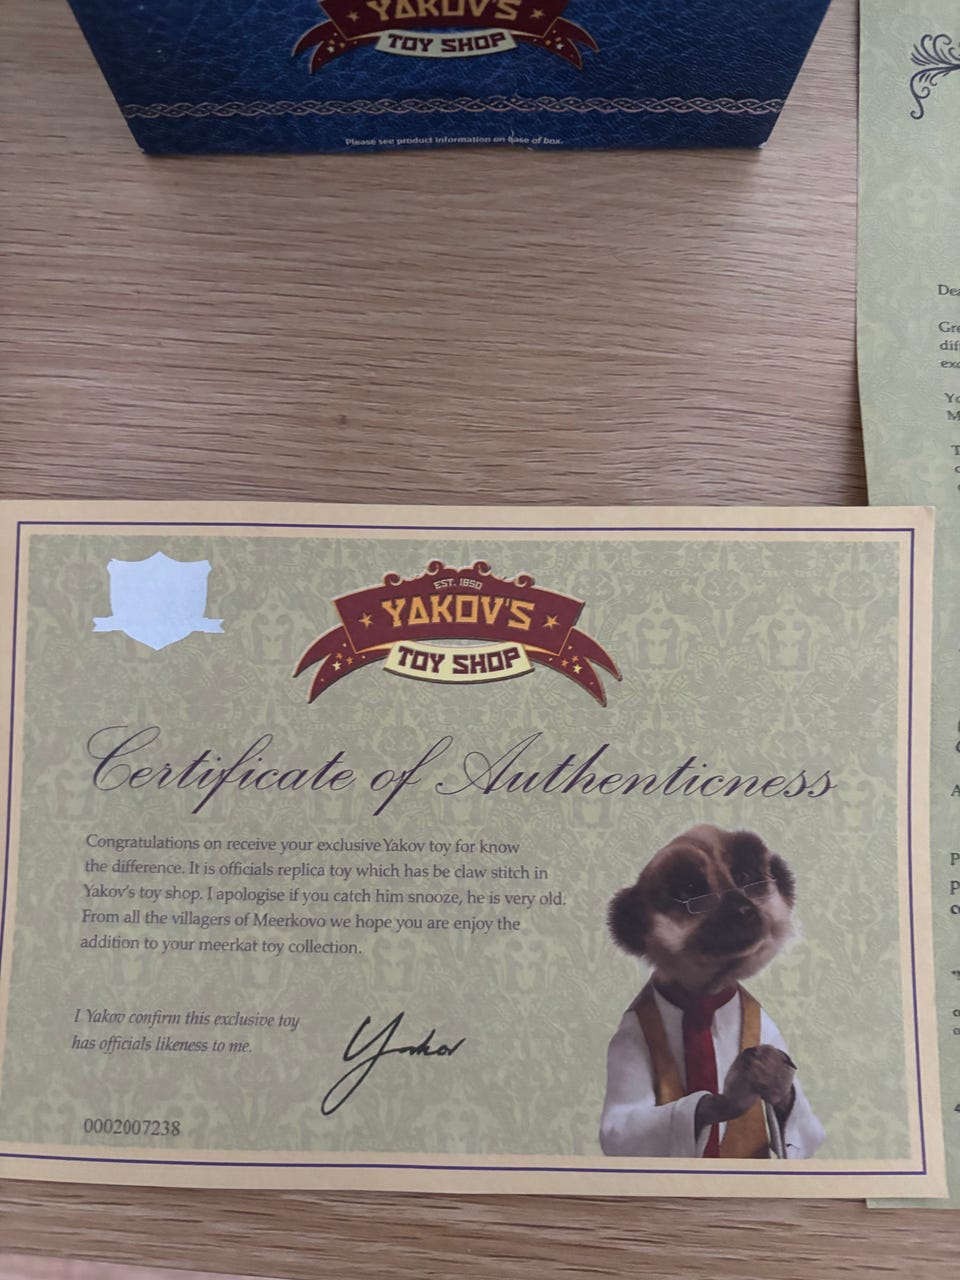 YAKOV'S
TOY SHOP
Please see product information on base of box.
EST. 1850
YAKOV'S
TOY SHOP
Certificate of Authenticness
Congratulations on receive your exclusive Yakov toy for know
the difference. It is officials replica toy which has be claw stitch in
Yakov's toy shop. I apologise if you catch him snooze, he is very old.
From all the villagers of Meerkovo we hope you are enjoy the
addition to your meerkat toy collection.
I Yakov confirm this exclusive toy
has officials likeness to me.
Yakov
0002007238